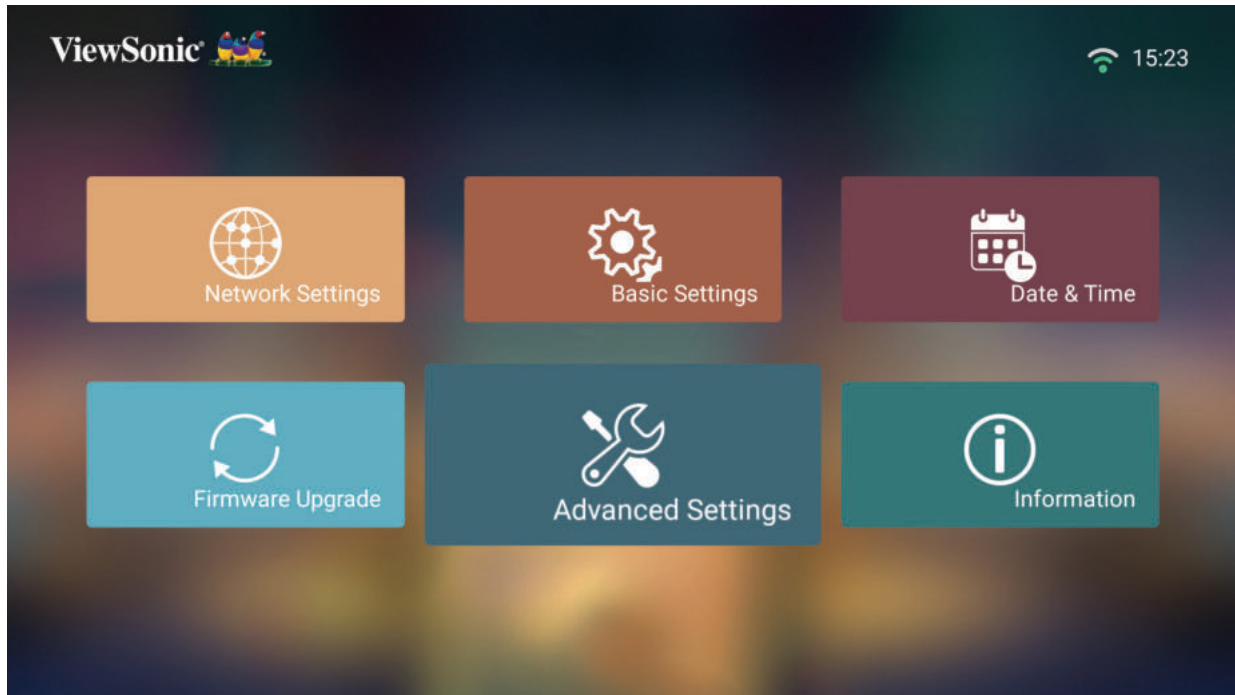 ViewSonic
15:23
Network Settings
Basic Settings
Date & Time
Firmware Upgrade
Advanced Settings
Information